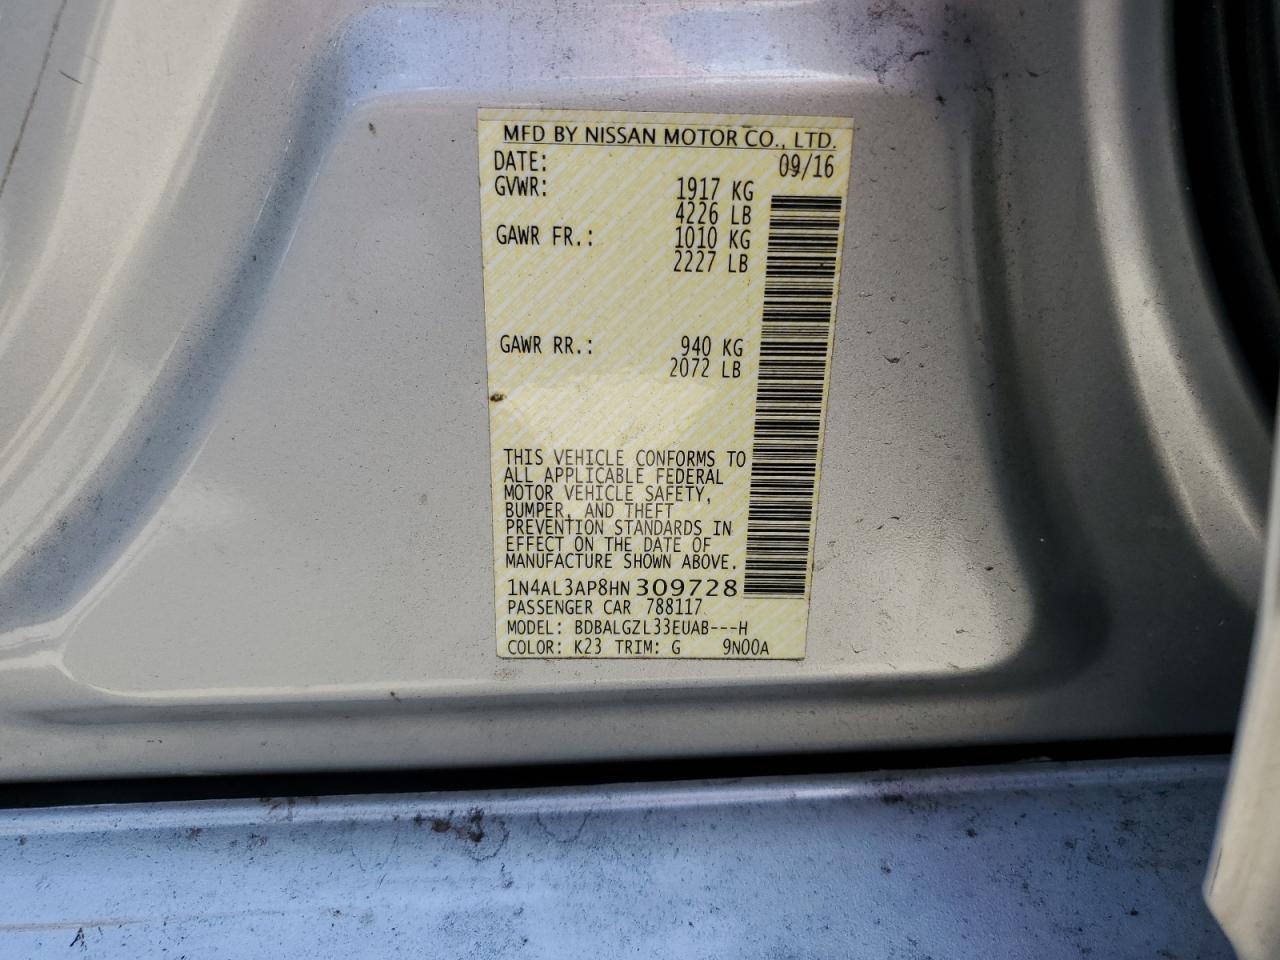 MFD BY NISSAN MOTOR CO., LTD.
DATE: 09/16
GVWR: 1917 KG
4226 LB
GAWR FR.: 1010 KG
2227 LB
GAWR RR.: 940 KG
2072 LB
THIS VEHICLE CONFORMS TO
ALL APPLICABLE FEDERAL
MOTOR VEHICLE SAFETY,
BUMPER, AND THEFT
PREVENTION STANDARDS IN
EFFECT ON THE DATE OF
MANUFACTURE SHOWN ABOVE.
1N4AL3AP8HN309728
PASSENGER CAR 788117
MODEL: BDBALGZL33EUAB---H
COLOR: K23 TRIM: G 9N00A